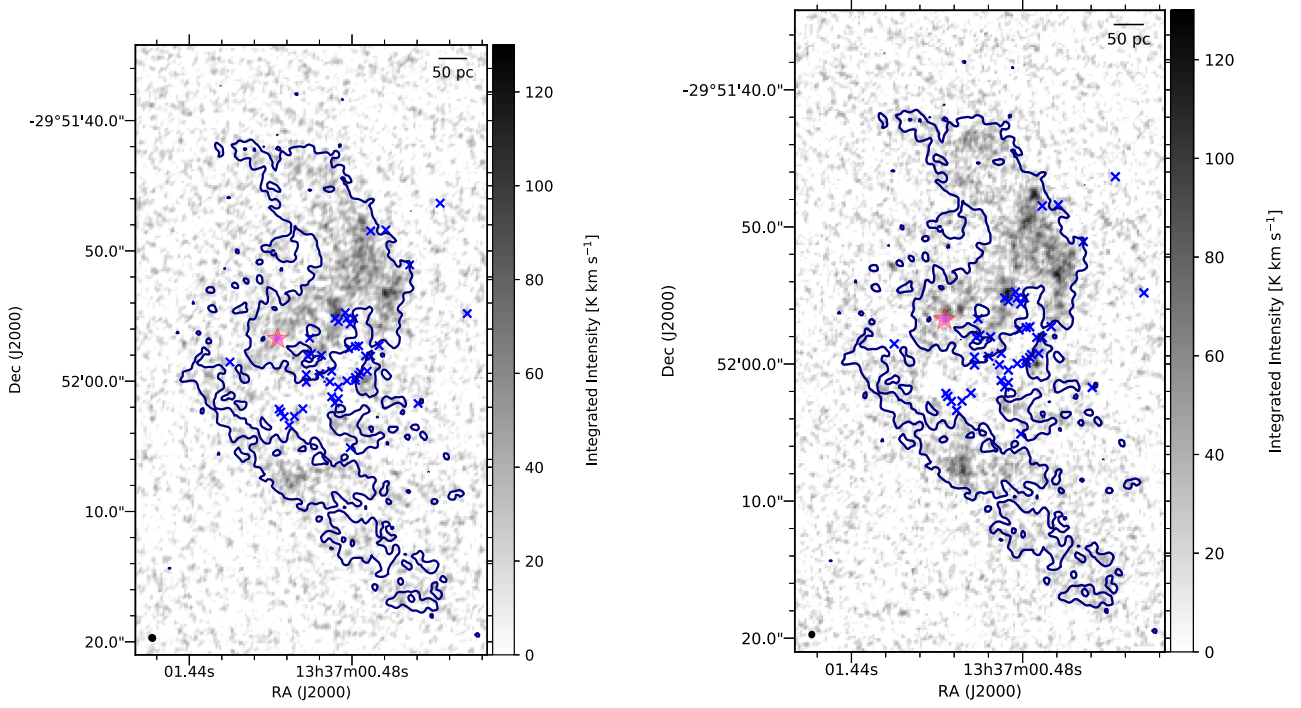 50 pc
-29°51'40.0"
50.0"
52'00.0"
10.0"
20.0"
Dec (J2000)
01.44s
13h37m00.48s
RA (J2000)
120
100
80
60
40
20
0
Integrated Intensity [K km s⁻¹]
50 pc
-29°51'40.0"
50.0"
52'00.0"
10.0"
20.0"
Dec (J2000)
01.44s
13h37m00.48s
RA (J2000)
120
100
80
60
40
20
0
Integrated Intensity [K km s⁻¹]